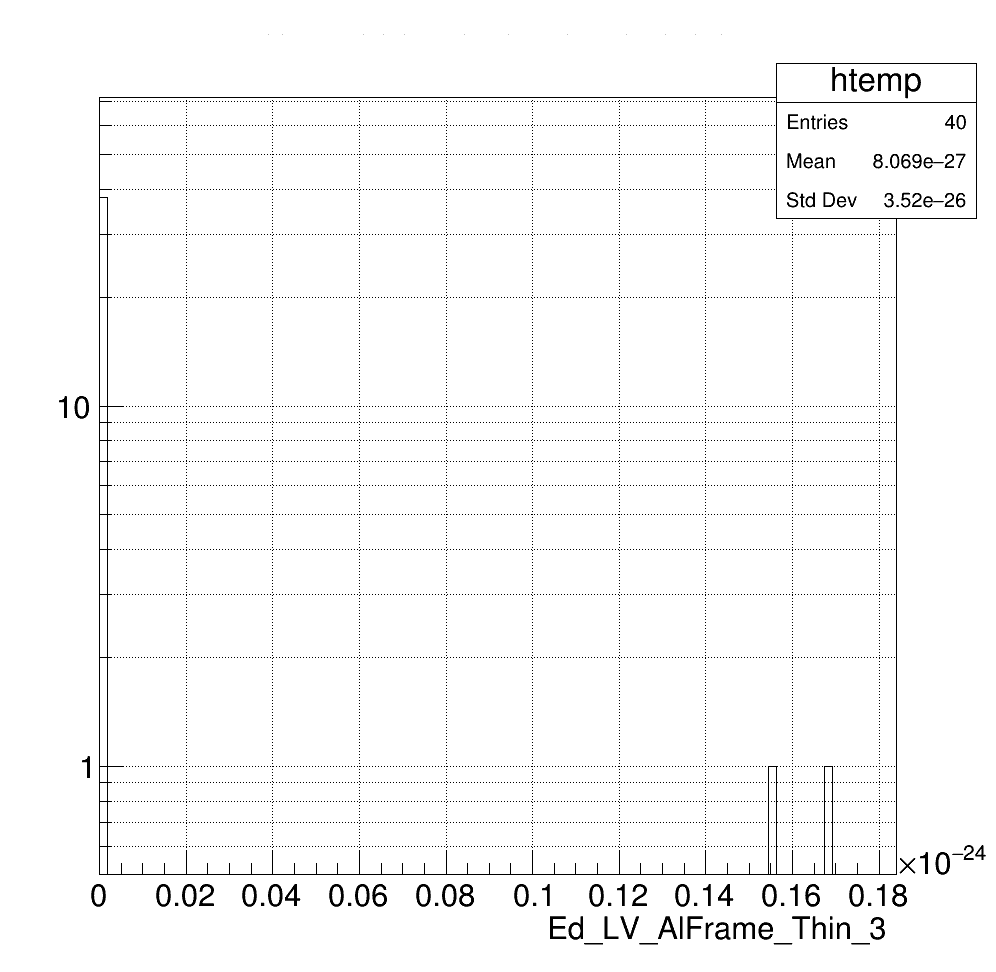 htemp
Entries 40
Mean 8.069e−27
Std Dev 3.52e−26
10
1
0 0.02 0.04 0.06 0.08 0.1 0.12 0.14 0.16 0.18
×10−24
Ed_LV_AlFrame_Thin_3